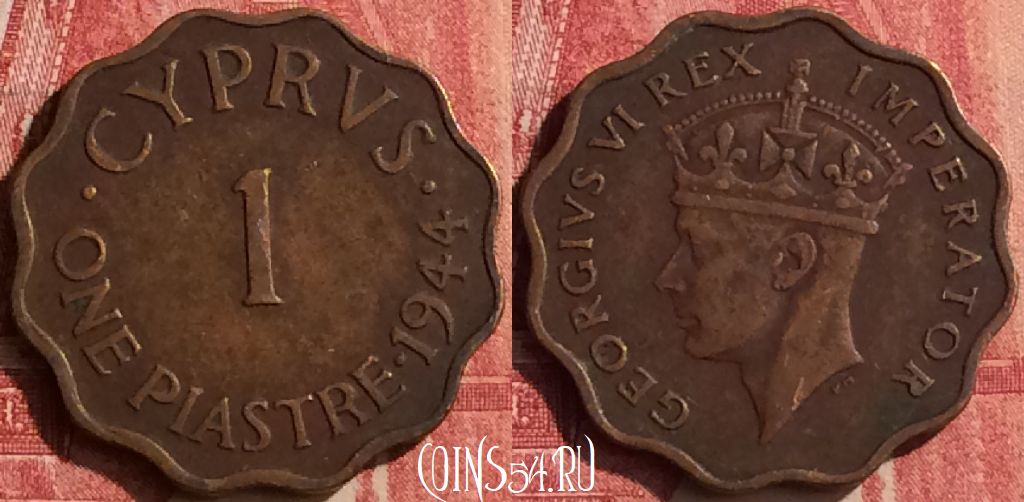 · CYPRVS ·
1
ONE PIASTRE · 1944
GEORGIVS VI REX IMPERATOR
COINS54.RU